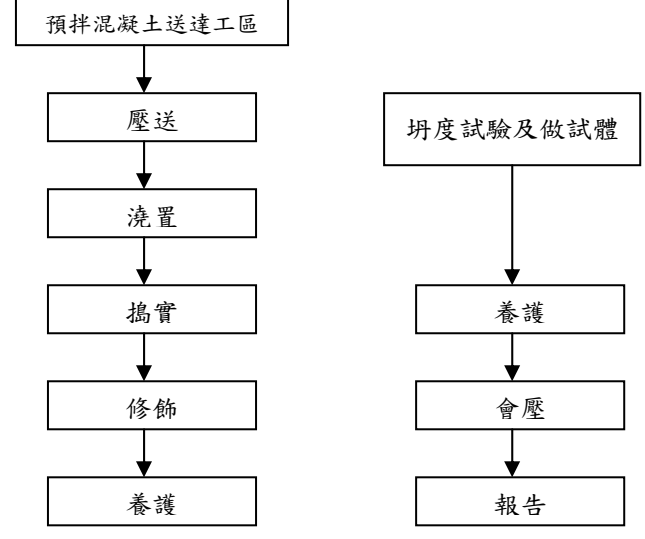 預拌混凝土送達工區
壓送
澆置
搗實
修飾
養護
坍度試驗及做試體
養護
會壓
報告